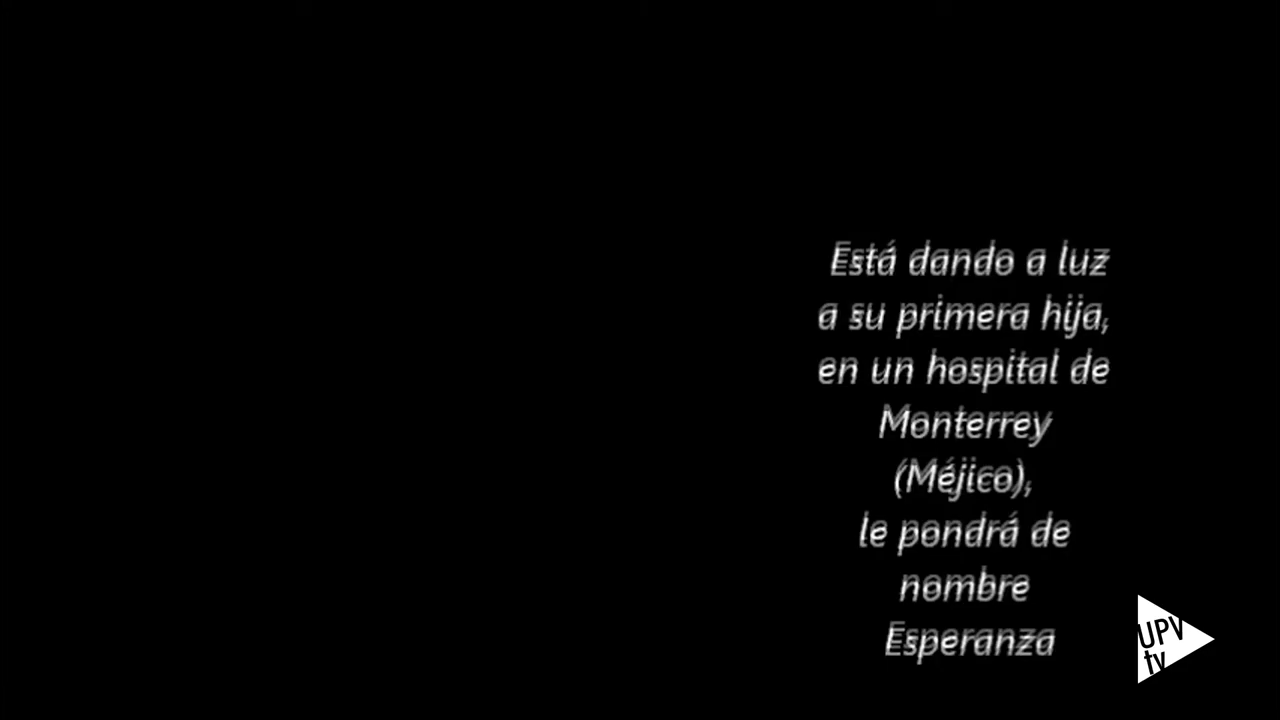 Está dando a luz
a su primera hija,
en un hospital de
Monterrey
(Méjico),
le pondrá de
nombre
Esperanza
UPV
tv